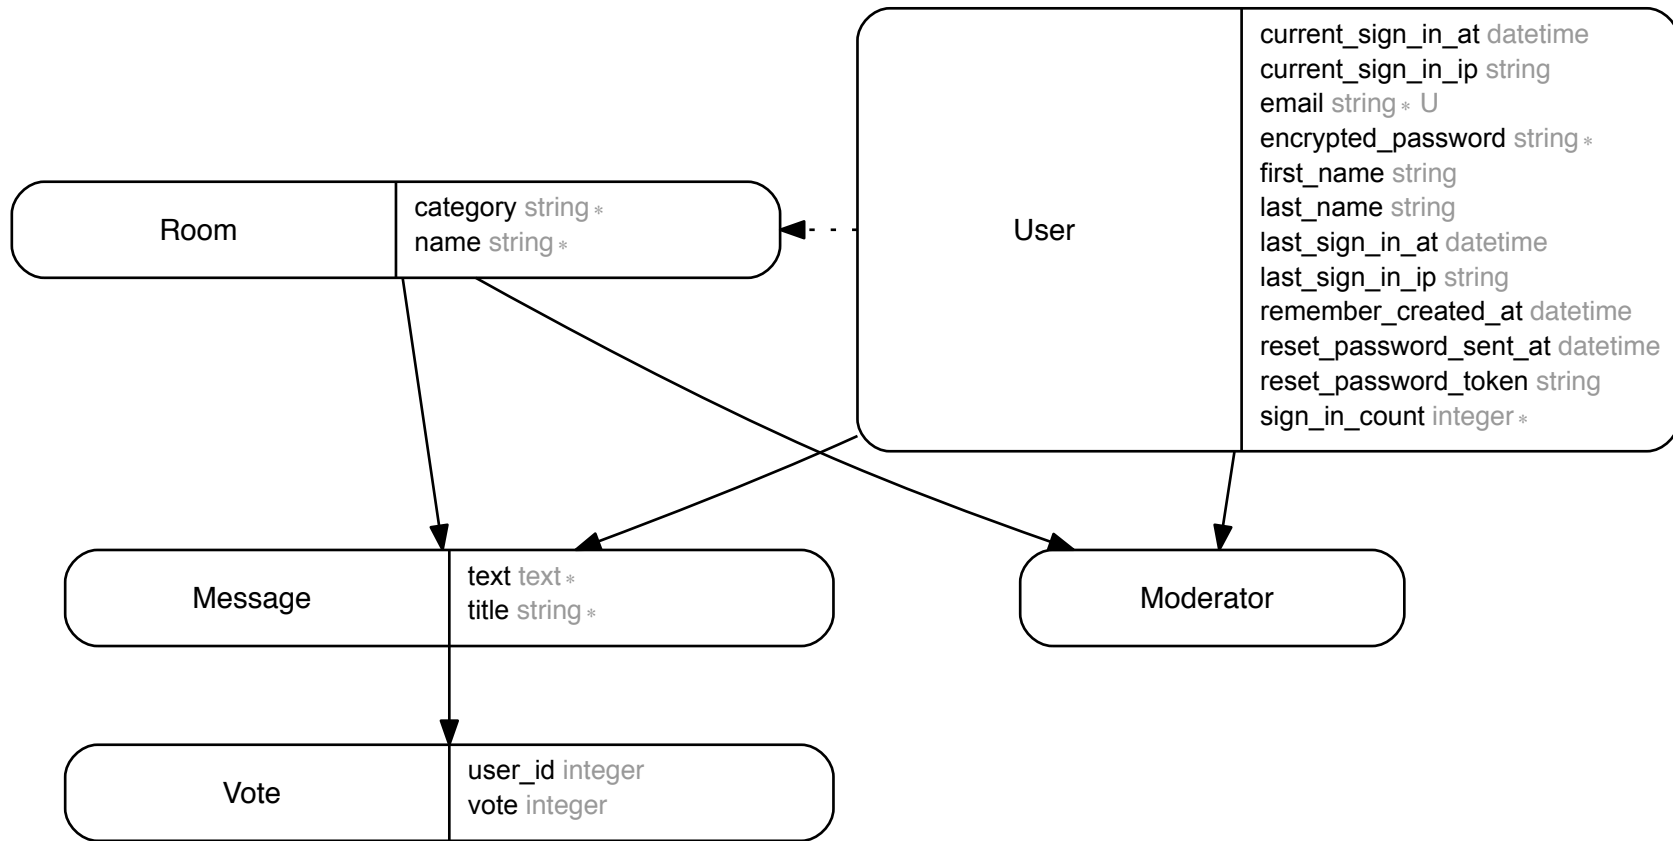 Room
category string *
name string *
User
current_sign_in_at datetime
current_sign_in_ip string
email string * U
encrypted_password string *
first_name string
last_name string
last_sign_in_at datetime
last_sign_in_ip string
remember_created_at datetime
reset_password_sent_at datetime
reset_password_token string
sign_in_count integer *
Message
text text *
title string *
Moderator
Vote
user_id integer
vote integer